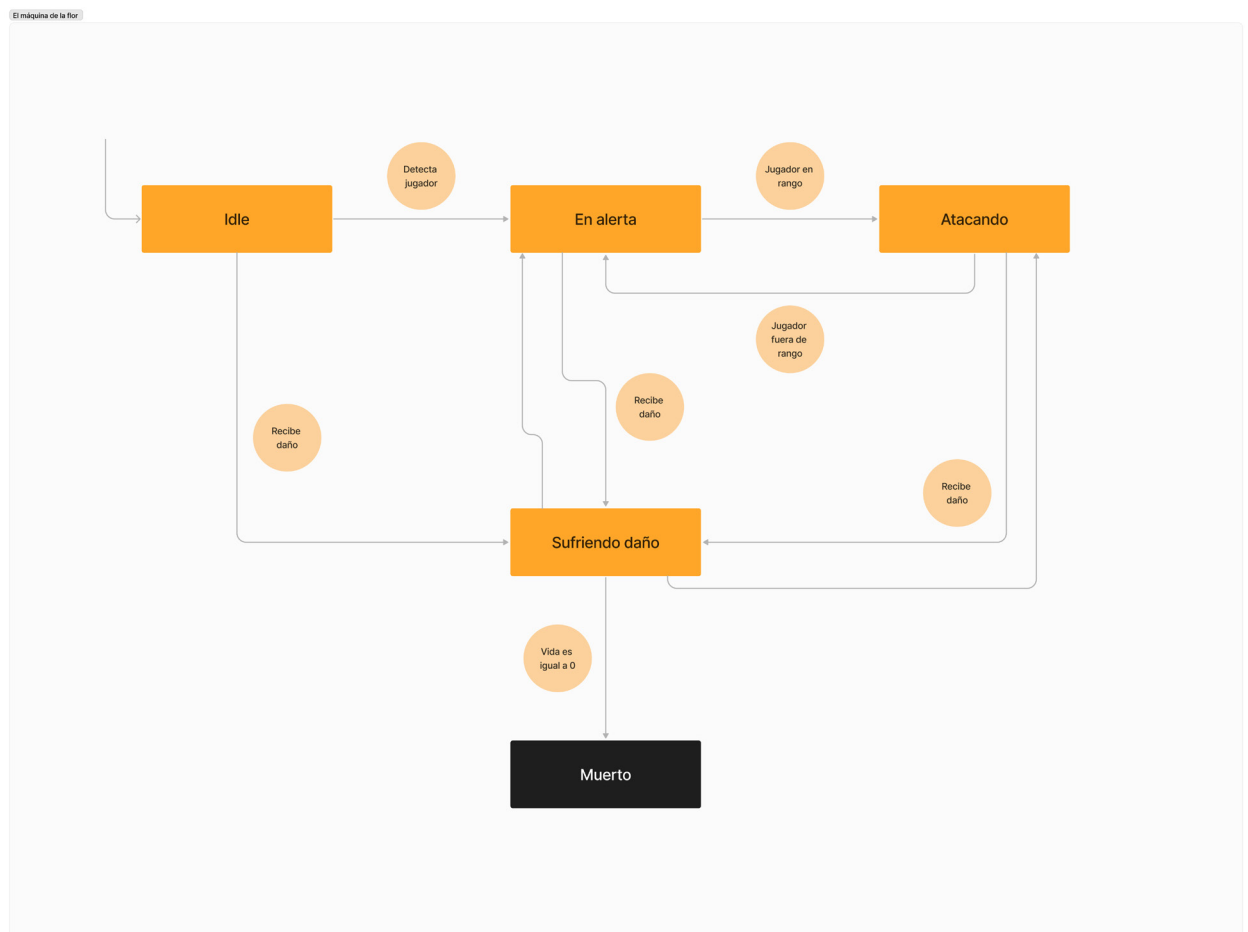 El máquina de la flor
Detecta
jugador
Jugador en
rango
Idle
En alerta
Atacando
Jugador
fuera de
rango
Recibe
daño
Recibe
daño
Recibe
daño
Sufriendo daño
Vida es
igual a 0
Muerto